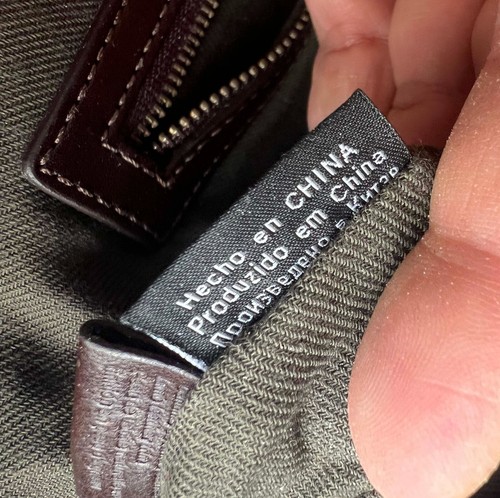 Hecho en CHINA
Produzido em China
Произведено в Китае